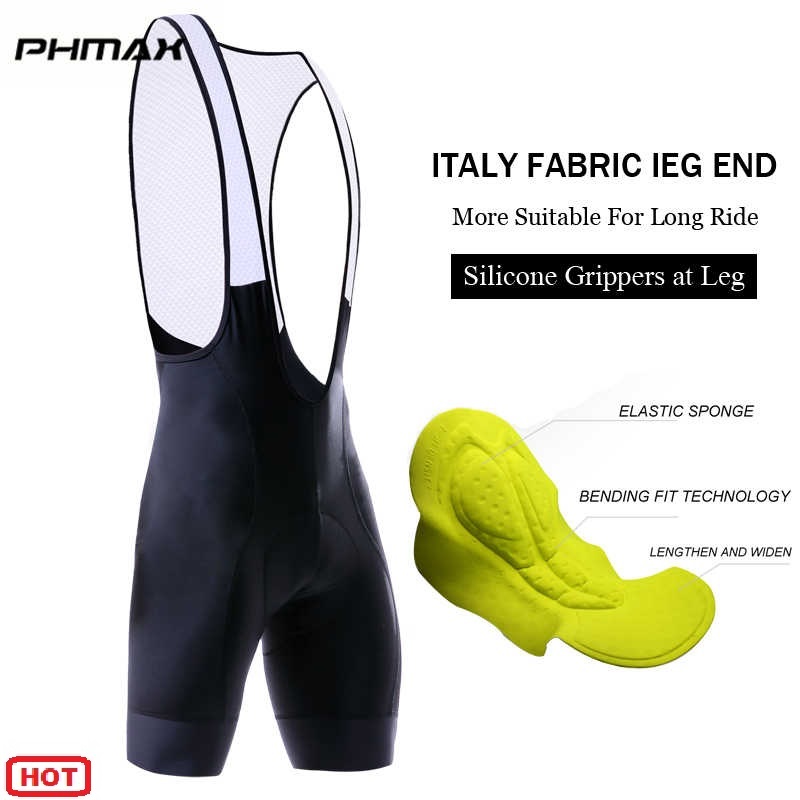 PHMAX
ITALY FABRIC IEG END
More Suitable For Long Ride
Silicone Grippers at Leg
ELASTIC SPONGE
BENDING FIT TECHNOLOGY
LENGTHEN AND WIDEN
HOT